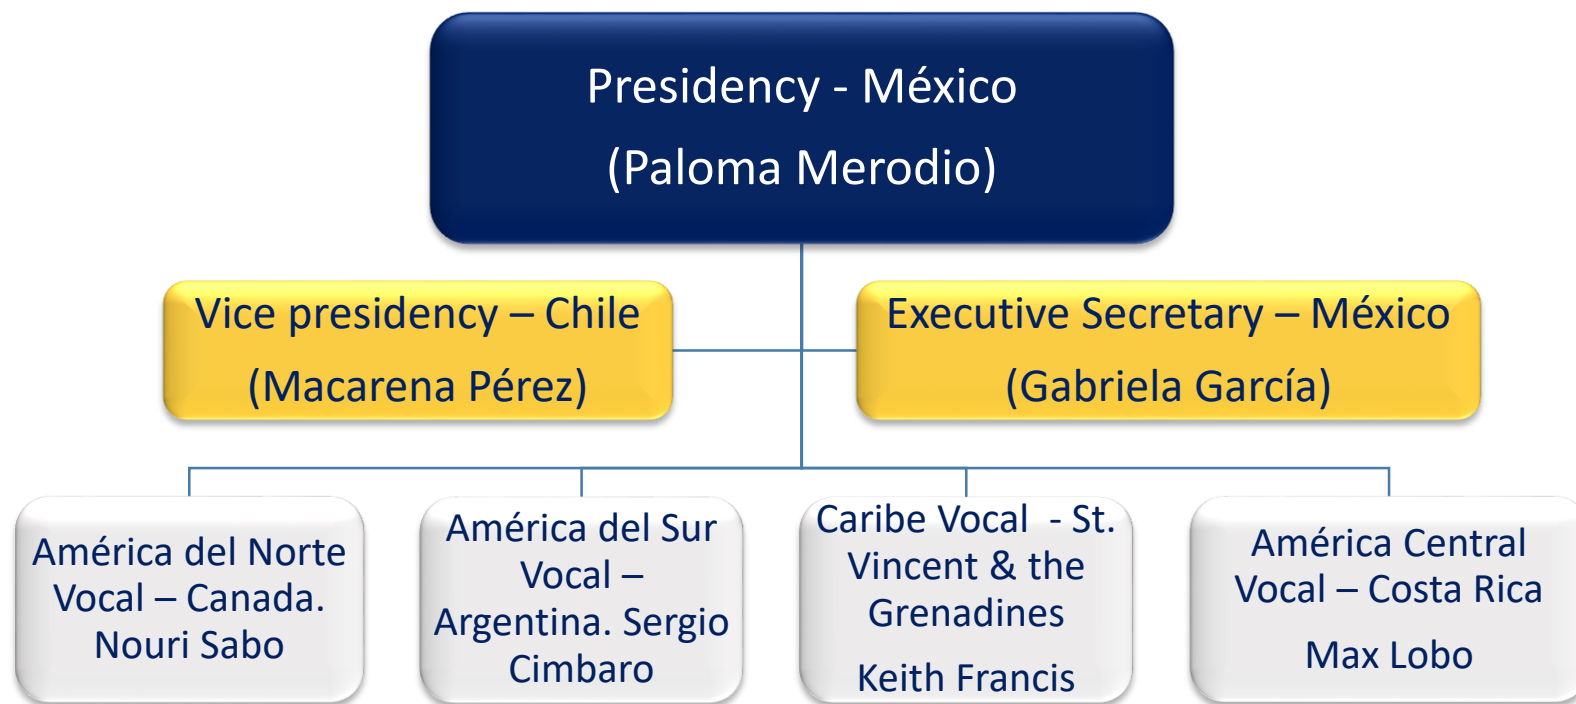 Presidency - México
(Paloma Merodio)
Vice presidency – Chile
(Macarena Pérez)
Executive Secretary – México
(Gabriela García)
América del Norte
Vocal – Canada.
Nouri Sabo
América del Sur
Vocal –
Argentina. Sergio
Cimbaro
Caribe Vocal - St.
Vincent & the
Grenadines
Keith Francis
América Central
Vocal – Costa Rica
Max Lobo